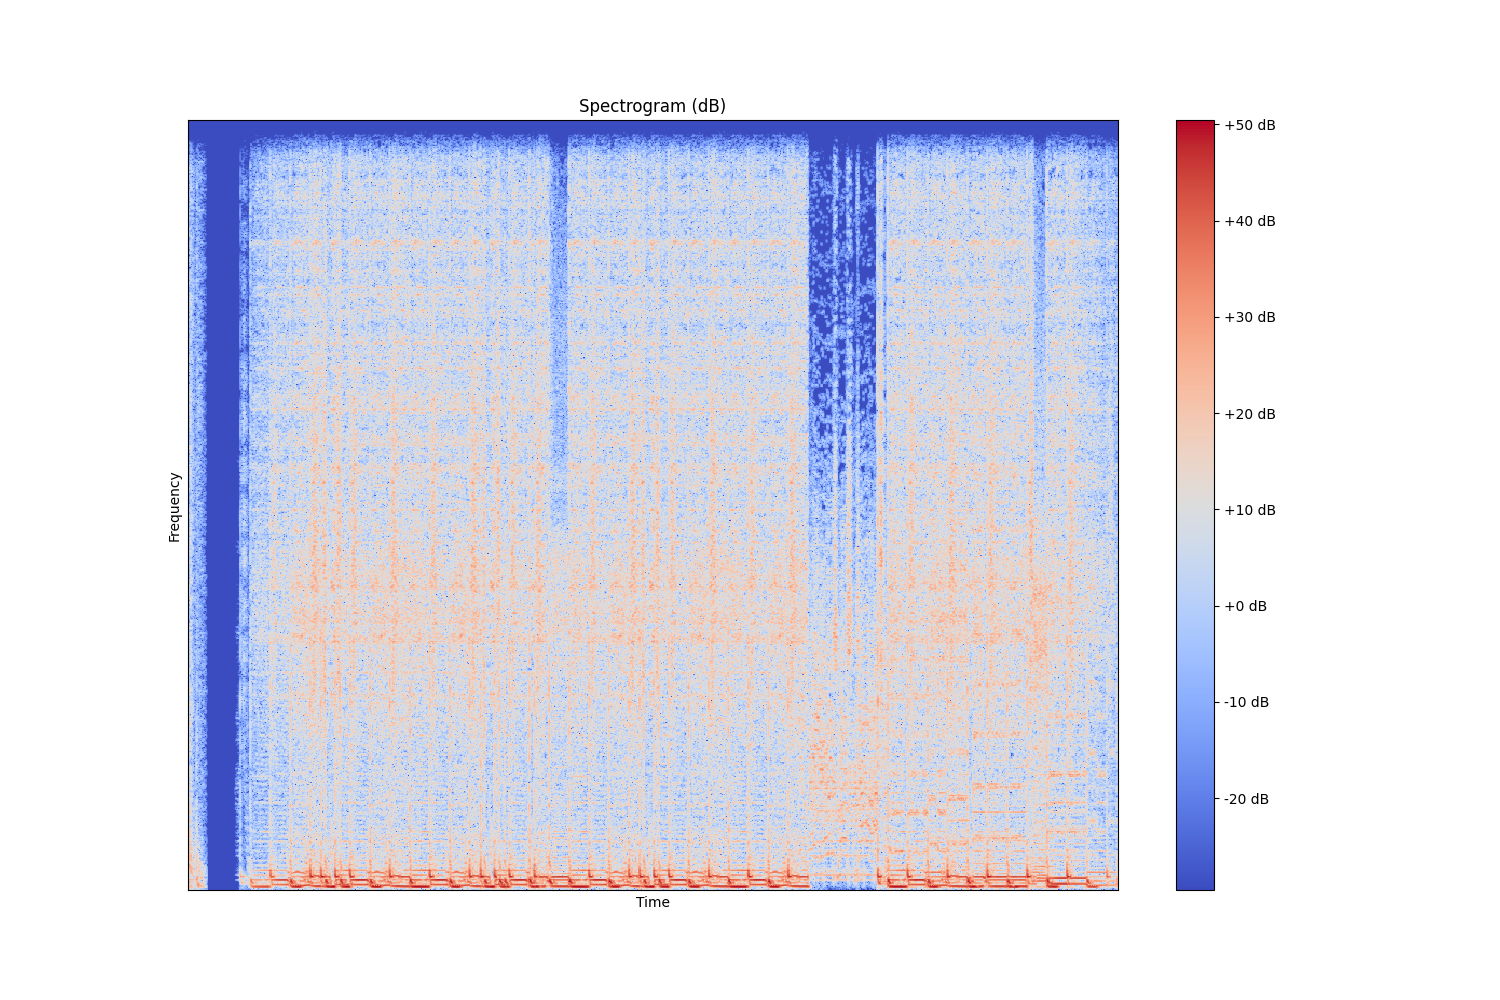 Spectrogram (dB)
+50 dB
+40 dB
+30 dB
+20 dB
+10 dB
+0 dB
-10 dB
-20 dB
Frequency
Time